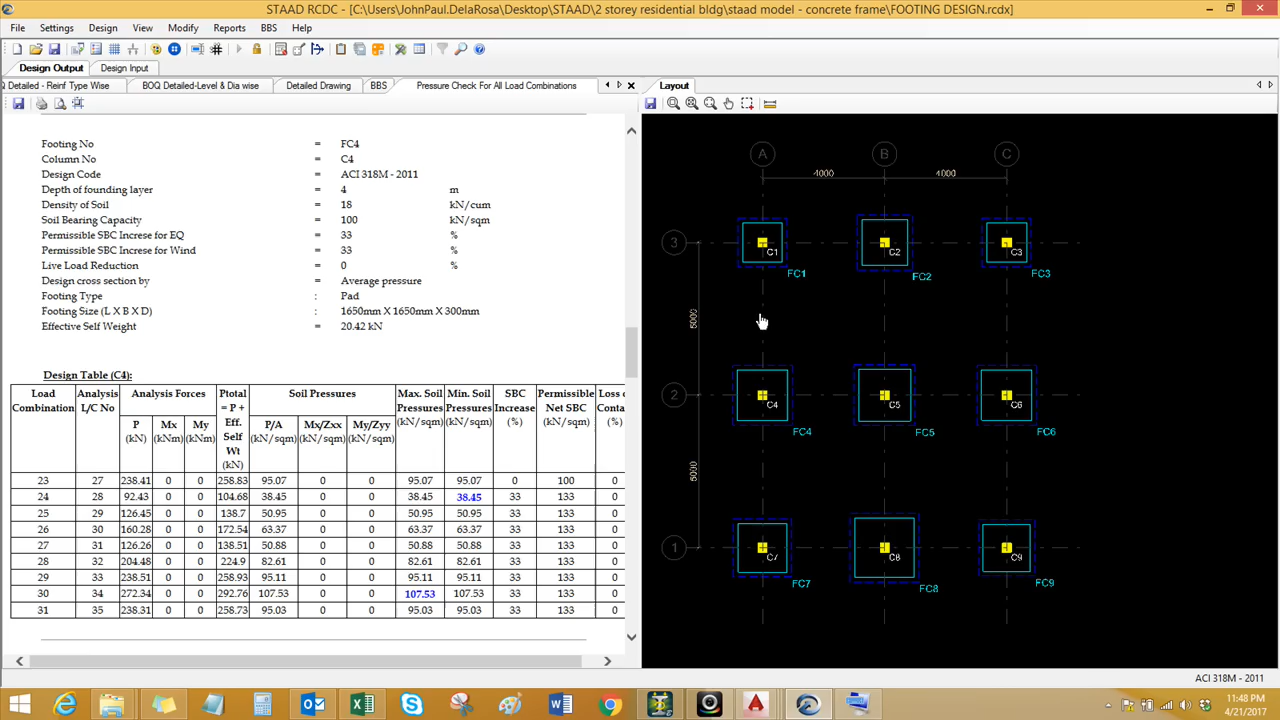 STAAD RCDC - [C:\Users\JohnPaul.DelaRosa\Desktop\STAAD\2 storey residential bldg\staad model - concrete frame\FOOTING DESIGN.rcdx]
File Settings Design View Modify Reports BBS Help
Design Output Design Input
Q Detailed - Reinf Type Wise BOQ Detailed-Level & Dia wise Detailed Drawing BBS Pressure Check For All Load Combinations
Layout
Footing No = FC4
Column No = C4
Design Code = ACI 318M - 2011
Depth of founding layer = 4 m
Density of Soil = 18 kN/cum
Soil Bearing Capacity = 100 kN/sqm
Permissible SBC Increse for EQ = 33 %
Permissible SBC Increse for Wind = 33 %
Live Load Reduction = 0 %
Design cross section by = Average pressure
Footing Type : Pad
Footing Size (L X B X D) : 1650mm X 1650mm X 300mm
Effective Self Weight = 20.42 kN
Design Table (C4):
Load Combination Analysis L/C No Analysis Forces Ptotal = P + Eff. Self Wt (kN) Soil Pressures Max. Soil Pressures (kN/sqm) Min. Soil Pressures (kN/sqm) SBC Increase (%) Permissible Net SBC (kN/sqm) Loss o Conta (%)
P (kN) Mx (kNm) My (kNm) P/A (kN/sqm) Mx/Zxx (kN/sqm) My/Zyy (kN/sqm)
23 27 238.41 0 0 258.83 95.07 0 0 95.07 95.07 0 100 0
24 28 92.43 0 0 104.68 38.45 0 0 38.45 38.45 33 133 0
25 29 126.45 0 0 138.7 50.95 0 0 50.95 50.95 33 133 0
26 30 160.28 0 0 172.54 63.37 0 0 63.37 63.37 33 133 0
27 31 126.26 0 0 138.51 50.88 0 0 50.88 50.88 33 133 0
28 32 204.48 0 0 224.9 82.61 0 0 82.61 82.61 33 133 0
29 33 238.51 0 0 258.93 95.11 0 0 95.11 95.11 33 133 0
30 34 272.34 0 0 292.76 107.53 0 0 107.53 107.53 33 133 0
31 35 238.31 0 0 258.73 95.03 0 0 95.03 95.03 33 133 0
A B C
4000 4000
3 C1 C2 C3
FC1 FC2 FC3
5000
2 C4 C5 C6
FC4 FC5 FC6
5000
1 C7 C8 C9
FC7 FC8 FC9
ACI 318M - 2011
11:48 PM
4/21/2017